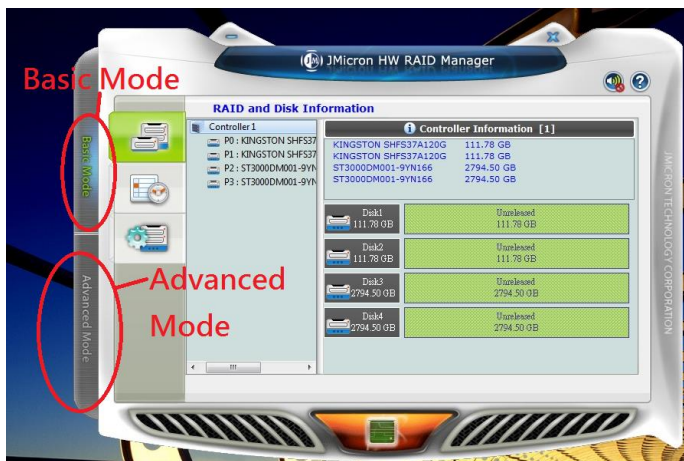 JMicron HW RAID Manager
Basic Mode
RAID and Disk Information
Controller 1
P0 : KINGSTON SHFS37
P1 : KINGSTON SHFS37
P2 : ST3000DM001-9YN
P3 : ST3000DM001-9YN
Controller Information [1]
KINGSTON SHFS37A120G 111.78 GB
KINGSTON SHFS37A120G 111.78 GB
ST3000DM001-9YN166 2794.50 GB
ST3000DM001-9YN166 2794.50 GB
Disk1 Unreleased
111.78 GB 111.78 GB
Disk2 Unreleased
111.78 GB 111.78 GB
Disk3 Unreleased
2794.50 GB 2794.50 GB
Disk4 Unreleased
2794.50 GB 2794.50 GB
Basic Mode
Advanced Mode
Advanced
Mode
JMICRON TECHNOLOGY CORPORATION